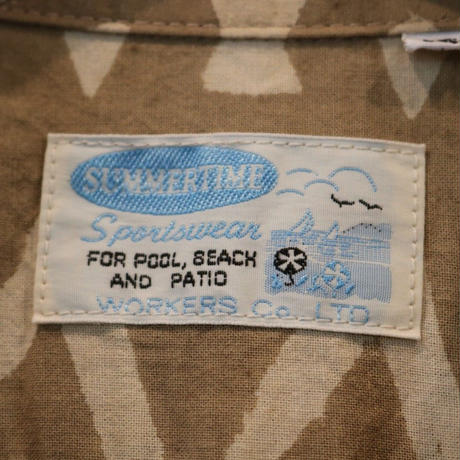 SUMMERTIME
Sportswear
FOR POOL, BEACH
AND PATIO
WORKERS Co., LTD